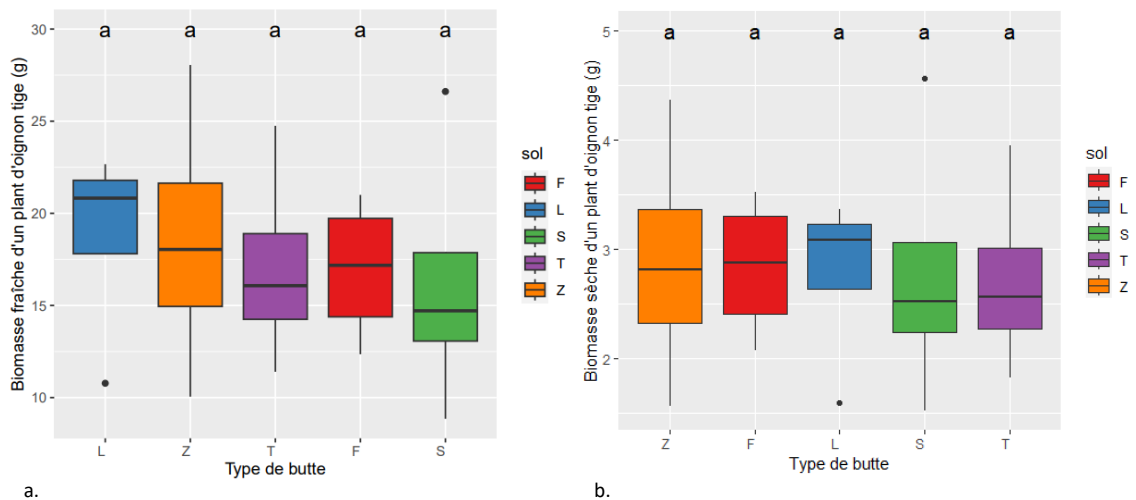 30
25
20
15
10
Biomasse fraîche d'un plant d'oignon tige (g)
a a a a a
L Z T F S
Type de butte
sol
F
L
S
T
Z
a.
5
4
3
2
Biomasse sèche d'un plant d'oignon tige (g)
a a a a a
Z F L S T
Type de butte
sol
F
L
S
T
Z
b.